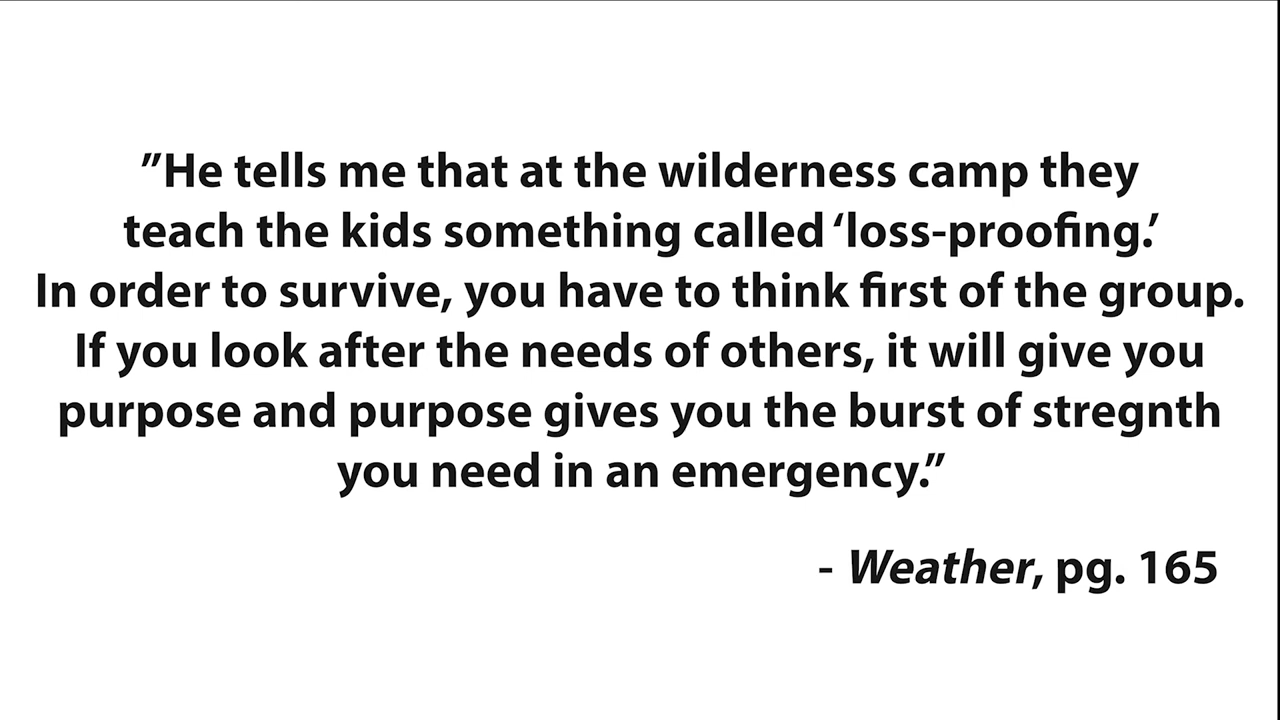 ”He tells me that at the wilderness camp they
teach the kids something called ‘loss-proofing.’
In order to survive, you have to think first of the group.
If you look after the needs of others, it will give you
purpose and purpose gives you the burst of stregnth
you need in an emergency.”
- Weather, pg. 165